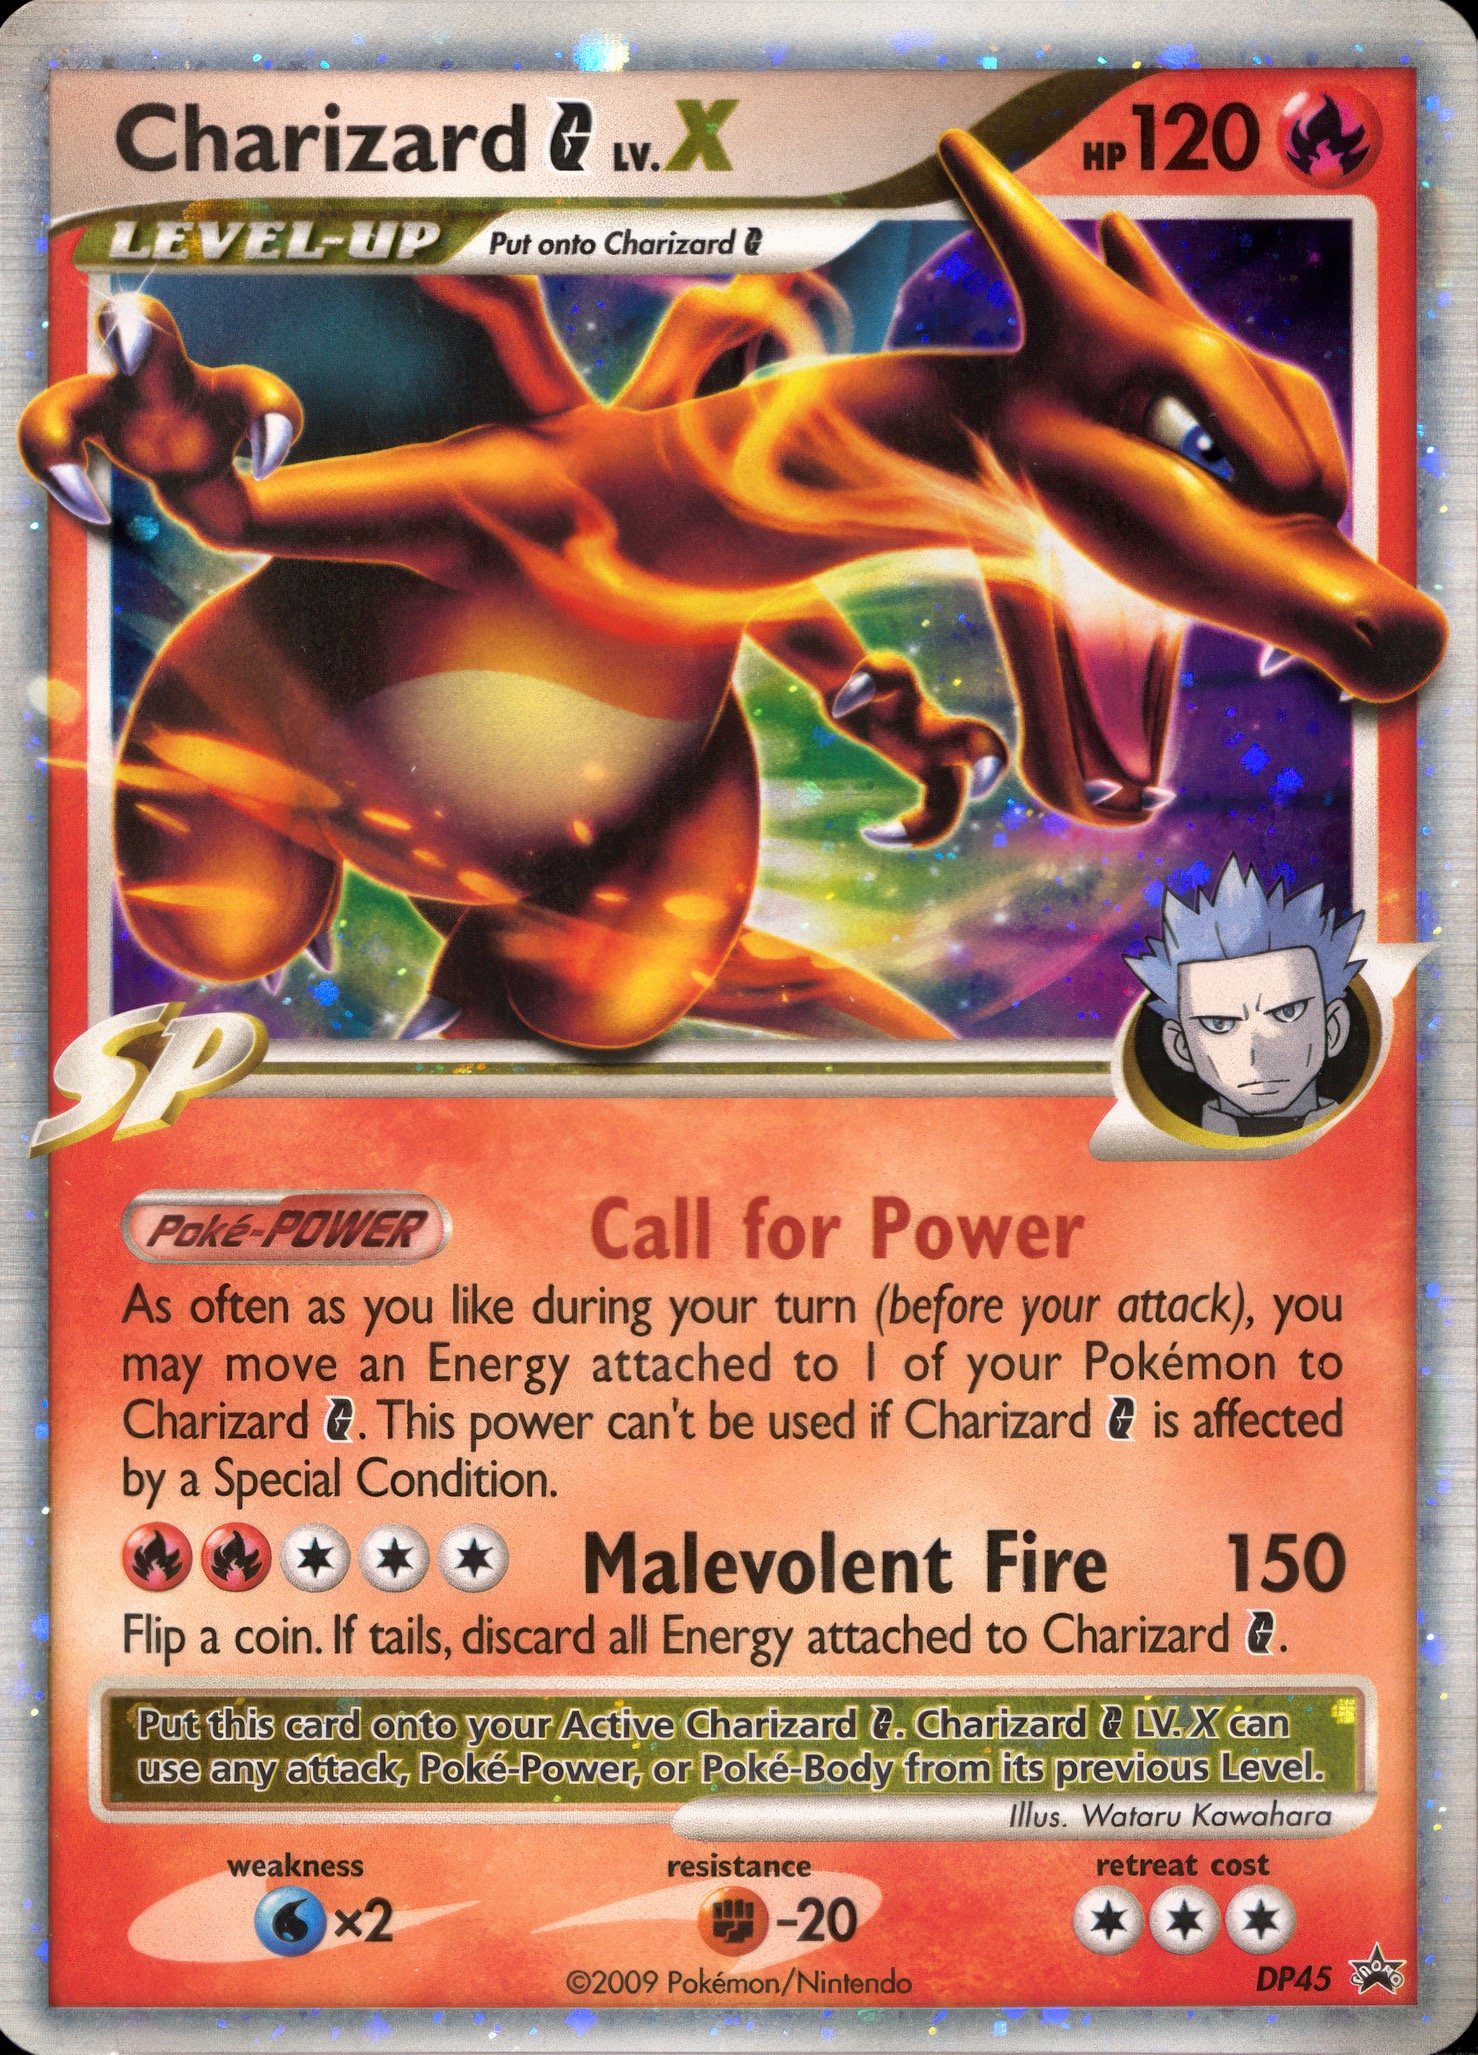 Charizard G LV.X
HP 120
LEVEL-UP Put onto Charizard G
SP
Poké-POWER Call for Power
As often as you like during your turn (before your attack), you
may move an Energy attached to 1 of your Pokémon to
Charizard G. This power can't be used if Charizard G is affected
by a Special Condition.
Malevolent Fire 150
Flip a coin. If tails, discard all Energy attached to Charizard G.
Put this card onto your Active Charizard G. Charizard G LV.X can
use any attack, Poké-Power, or Poké-Body from its previous Level.
Illus. Wataru Kawahara
weakness resistance retreat cost
×2 -20
©2009 Pokémon/Nintendo
DP45 PROMO